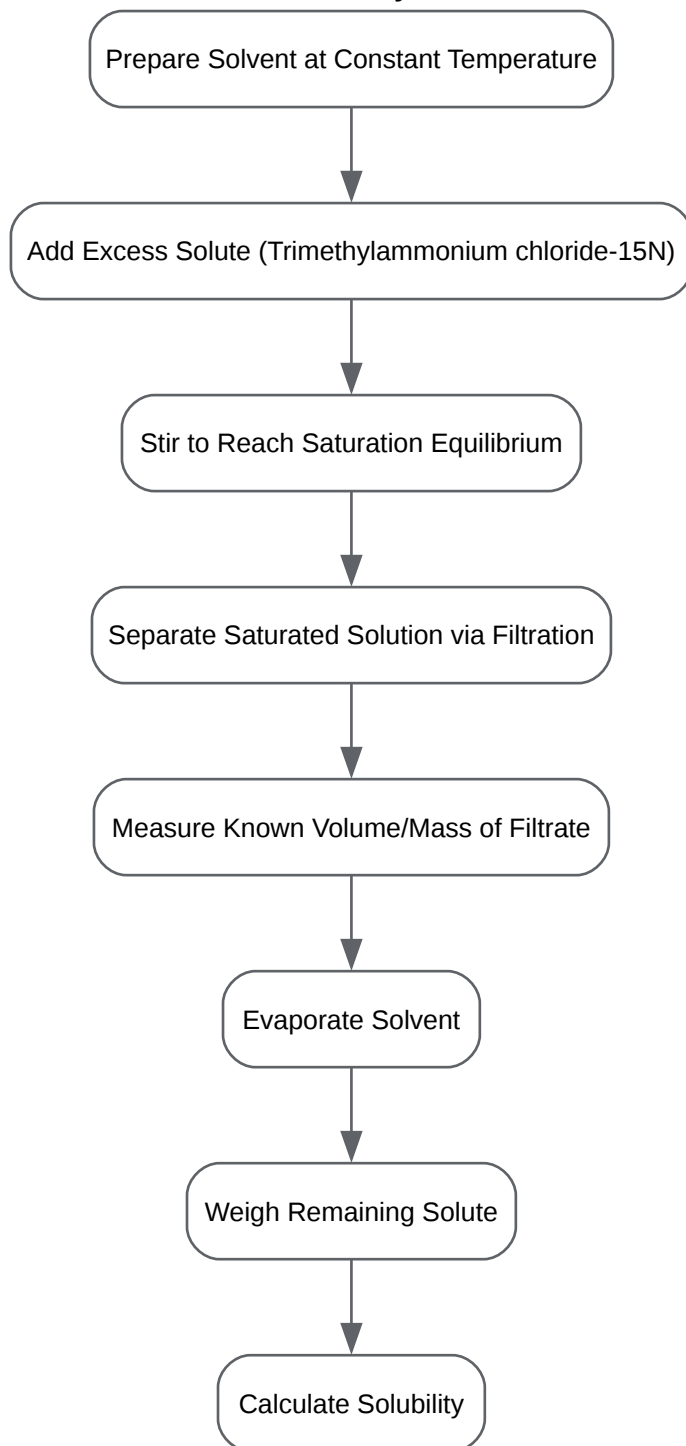 Prepare Solvent at Constant Temperature
Add Excess Solute (Trimethylammonium chloride-15N)
Stir to Reach Saturation Equilibrium
Separate Saturated Solution via Filtration
Measure Known Volume/Mass of Filtrate
Evaporate Solvent
Weigh Remaining Solute
Calculate Solubility